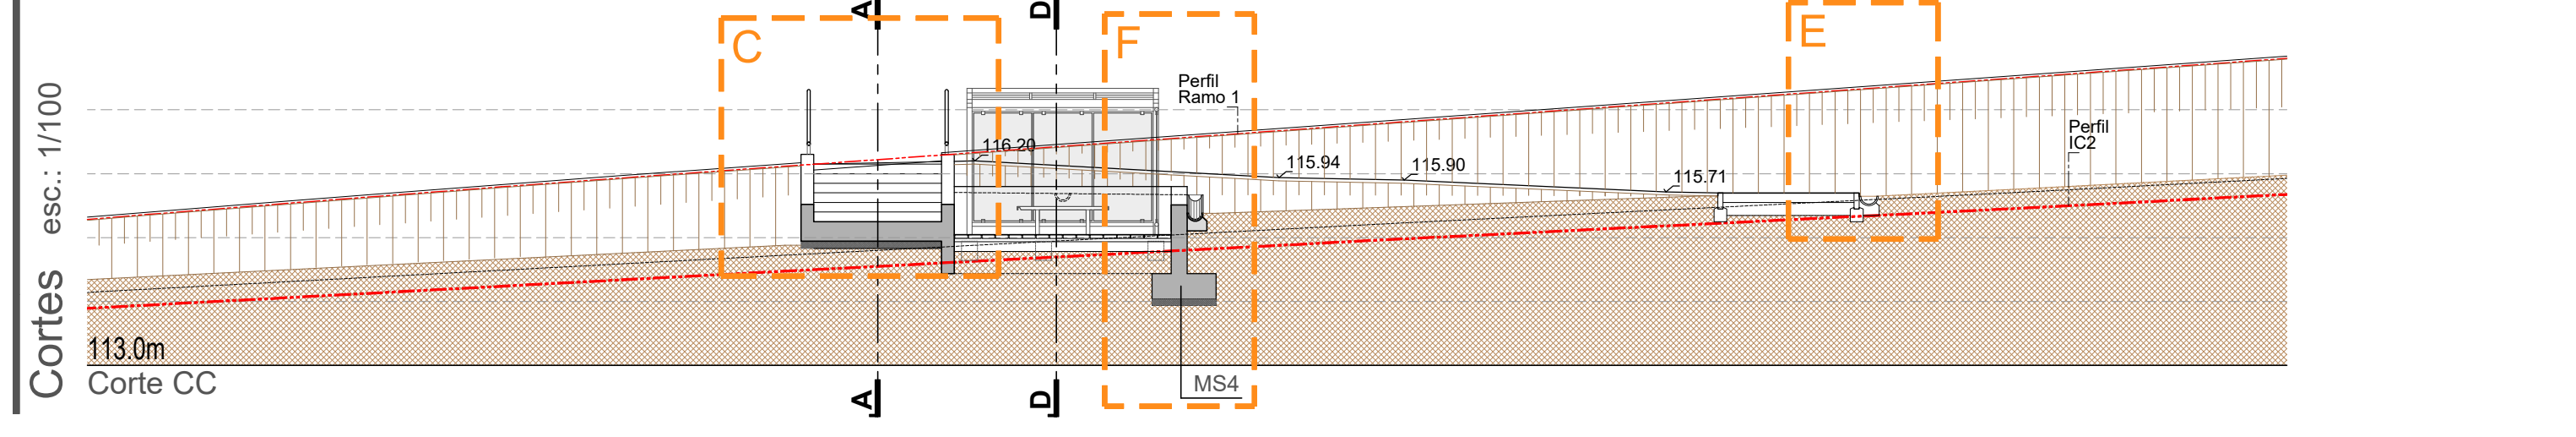 A
D
C
F
E
Perfil
Ramo 1
116.20
115.94
115.90
115.71
Perfil
IC2
Cortes esc.: 1/100
113.0m
Corte CC
A
D
MS4